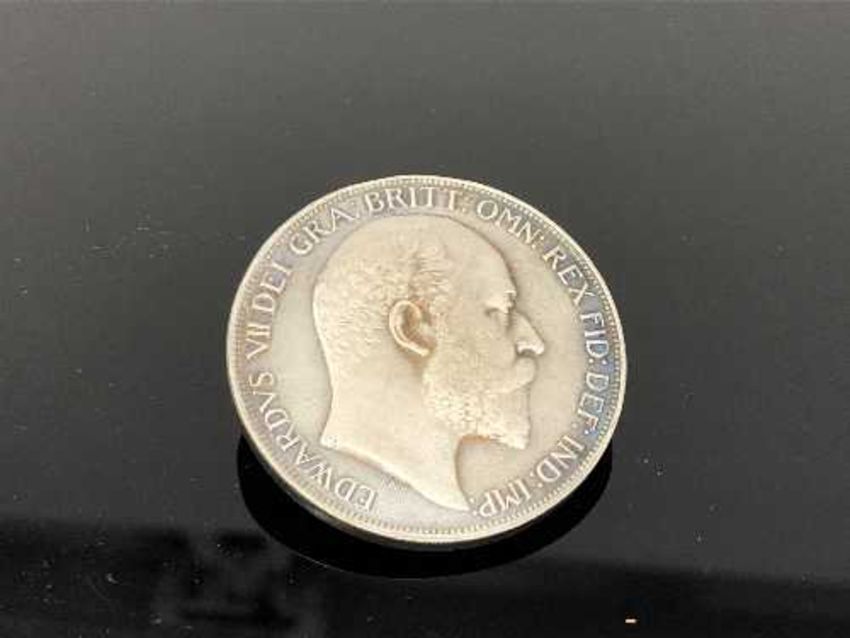 EDWARDVS VII DEI GRA: BRITT: OMN: REX FID: DEF: IND: IMP: